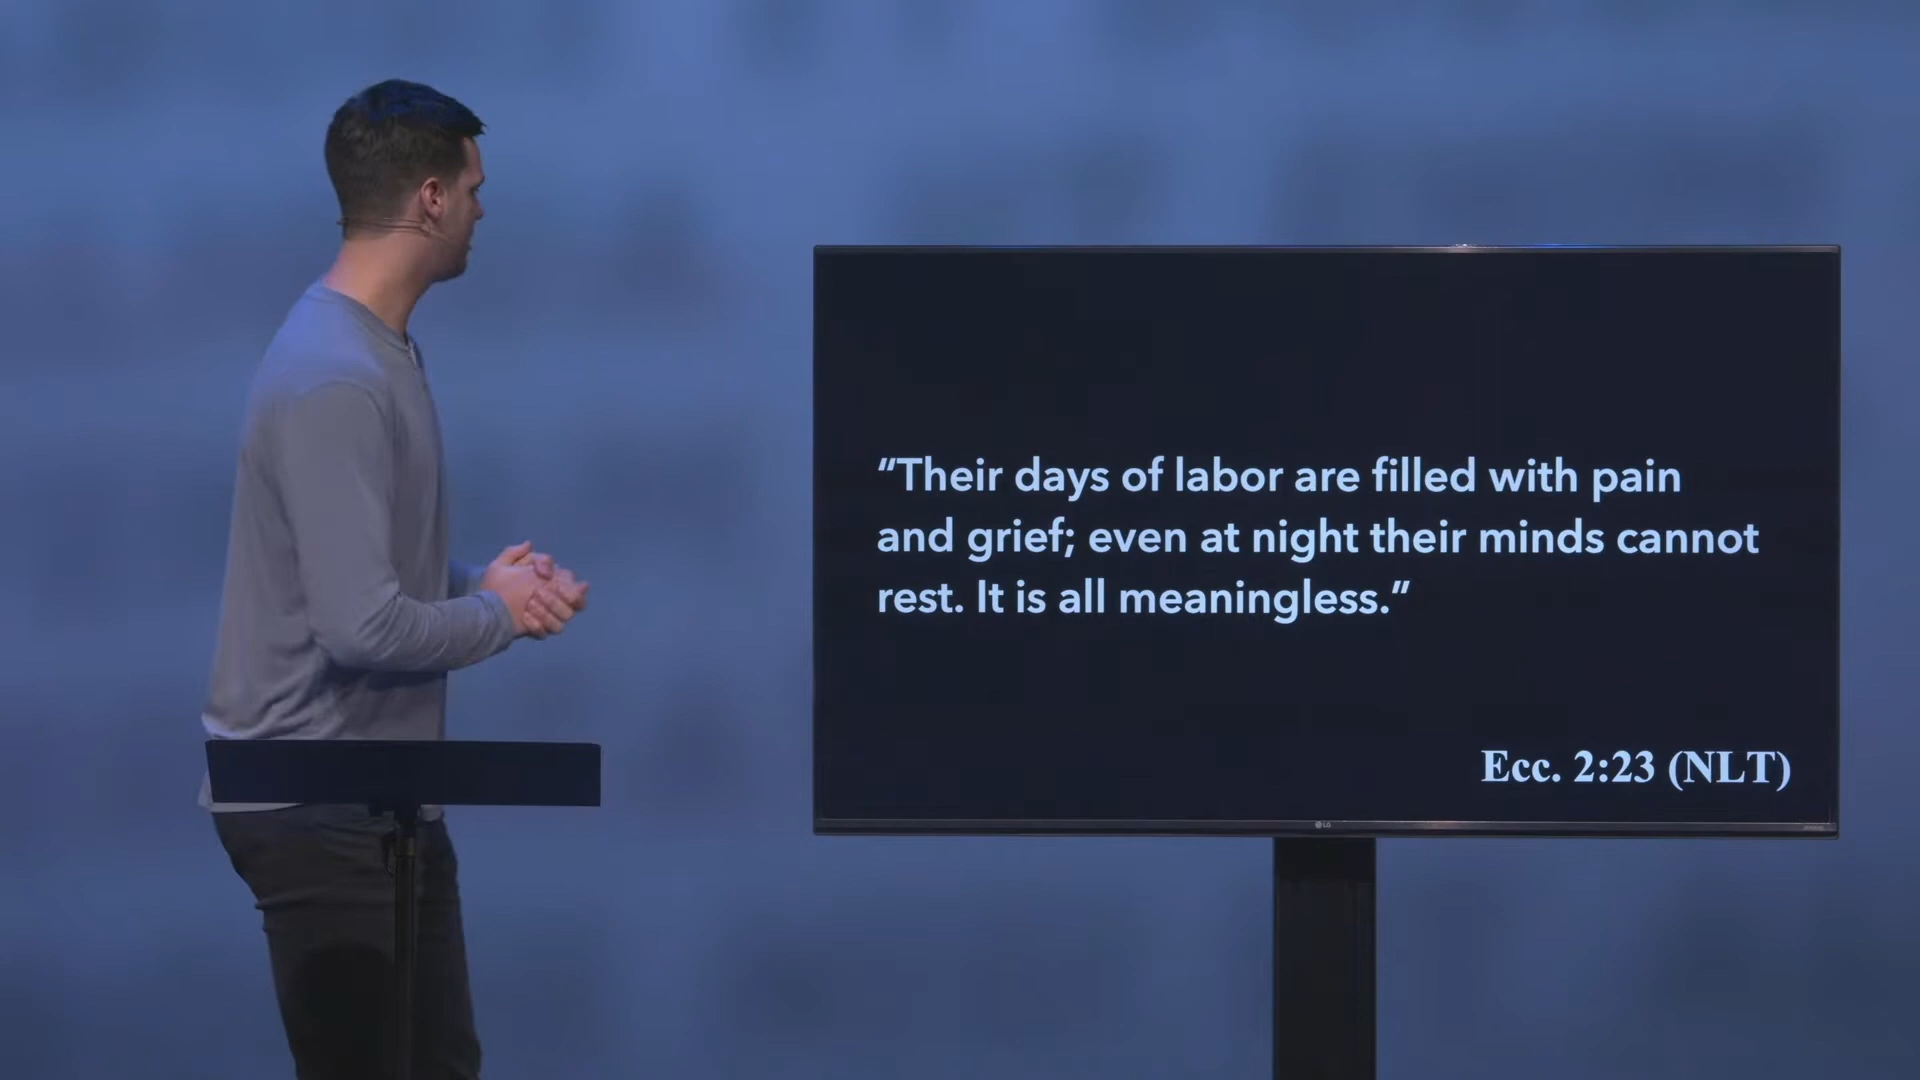 “Their days of labor are filled with pain
and grief; even at night their minds cannot
rest. It is all meaningless.”
Ecc. 2:23 (NLT)
LG